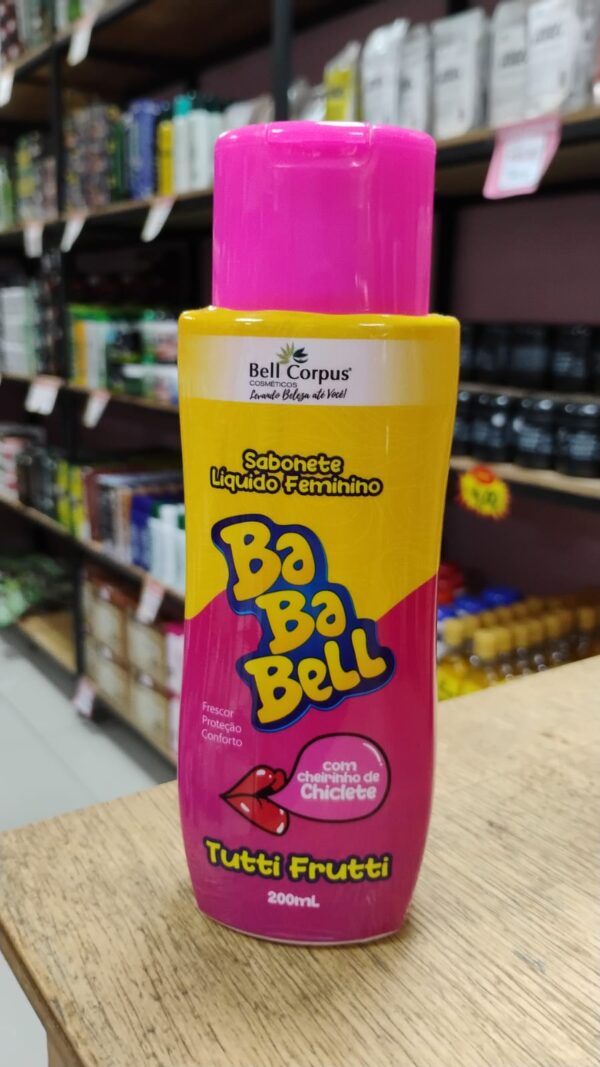 Bell Corpus®
COSMÉTICOS
Levando Beleza até Você!
Sabonete
Líquido Feminino
Ba
Ba
Bell
Frescor
Proteção
Conforto
com
cheirinho de
Chiclete
Tutti Frutti
200mL